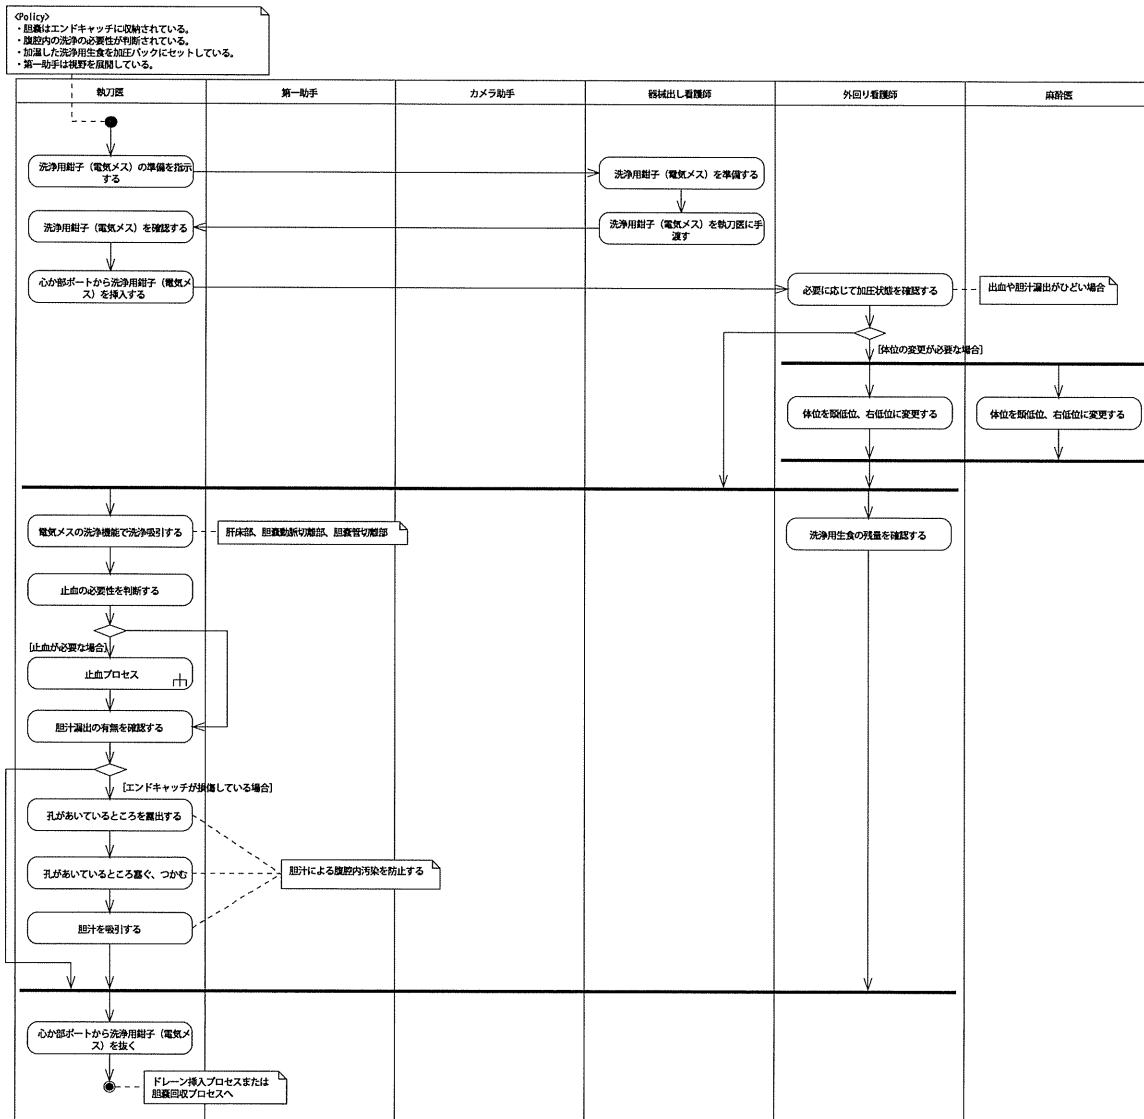 <Policy>
・胆嚢はエンドキャッチに収納されている。
・腹腔内の洗浄の必要性が判断されている。
・加温した洗浄用生食を加圧バックにセットしている。
・第一助手は視野を展開している。
執刀医
第一助手
カメラ助手
器械出し看護師
外回り看護師
麻酔医
洗浄用鉗子（電気メス）の準備を指示
する
洗浄用鉗子（電気メス）を準備する
洗浄用鉗子（電気メス）を確認する
洗浄用鉗子（電気メス）を執刀医に手
渡す
心か部ポートから洗浄用鉗子（電気メ
ス）を挿入する
必要に応じて加圧状態を確認する
出血や胆汁漏出がひどい場合
[体位の変更が必要な場合]
体位を頭低位、右低位に変更する
体位を頭低位、右低位に変更する
電気メスの洗浄機能で洗浄吸引する
肝床部、胆嚢動脈切離部、胆嚢管切離部
洗浄用生食の残量を確認する
止血の必要性を判断する
[止血が必要な場合]
止血プロセス
胆汁漏出の有無を確認する
[エンドキャッチが損傷している場合]
孔があいているところを露出する
孔があいているところ塞ぐ、つかむ
胆汁による腹腔内汚染を防止する
胆汁を吸引する
心か部ポートから洗浄用鉗子（電気メ
ス）を抜く
ドレーン挿入プロセスまたは
胆嚢回収プロセスへ